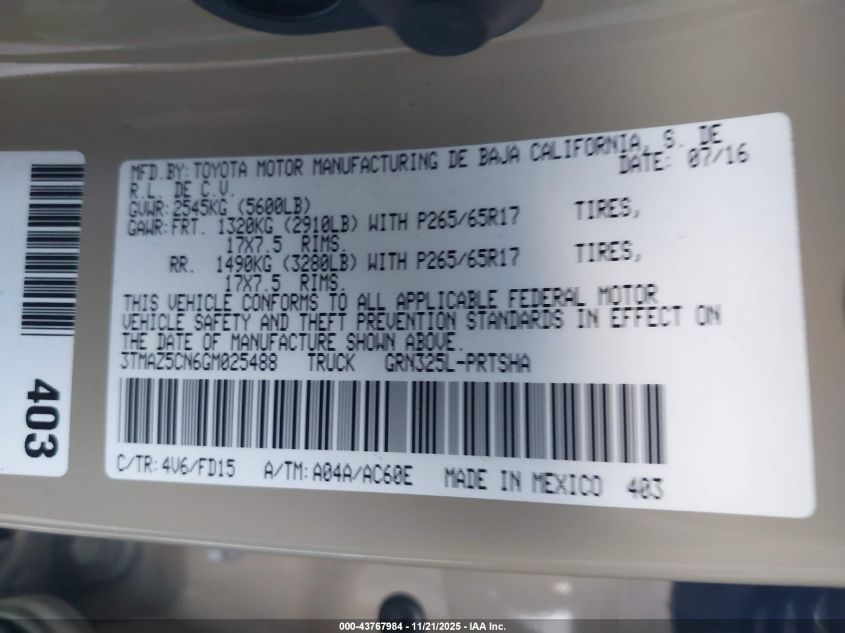 MFD.BY: TOYOTA MOTOR MANUFACTURING DE BAJA CALIFORNIA, S. DE
R.L. DE C.V. DATE: 07/16
GVWR: 2545KG (5600LB)
GAWR: FRT. 1320KG (2910LB) WITH P265/65R17 TIRES,
17X7.5 RIMS.
RR. 1490KG (3280LB) WITH P265/65R17 TIRES,
17X7.5 RIMS.
THIS VEHICLE CONFORMS TO ALL APPLICABLE FEDERAL MOTOR
VEHICLE SAFETY AND THEFT PREVENTION STANDARDS IN EFFECT ON
THE DATE OF MANUFACTURE SHOWN ABOVE.
3TMAZ5CN6GM025488 TRUCK GRN325L-PRTSHA
C/TR: 4V6/FD15 A/TM: A04A/AC60E MADE IN MEXICO 403
403
000-43767984 - 11/21/2025 - IAA Inc.